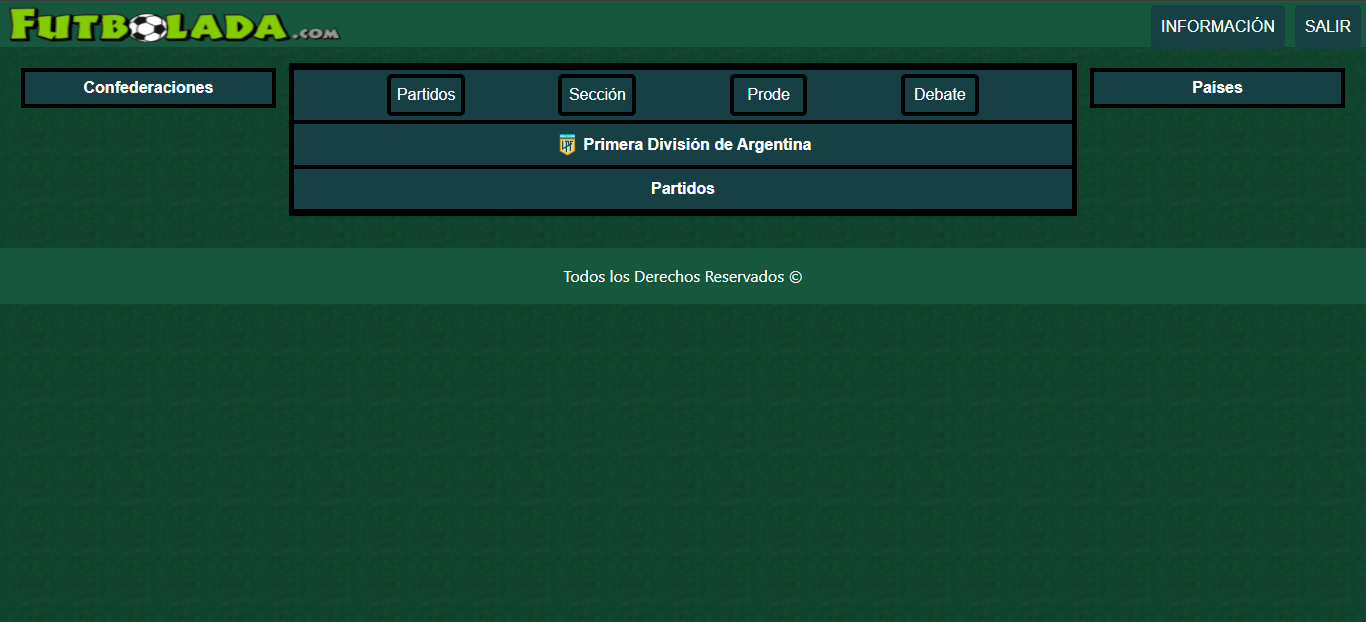 FUTBOLADA.COM
INFORMACIÓN
SALIR
Confederaciones
Partidos
Sección
Prode
Debate
Países
LPF Primera División de Argentina
Partidos
Todos los Derechos Reservados ©